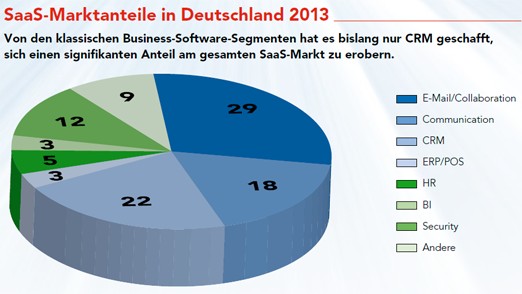 SaaS-Marktanteile in Deutschland 2013
Von den klassischen Business-Software-Segmenten hat es bislang nur CRM geschafft,
sich einen signifikanten Anteil am gesamten SaaS-Markt zu erobern.
9
29
12
3
5
3
22
18
E-Mail/Collaboration
Communication
CRM
ERP/POS
HR
BI
Security
Andere